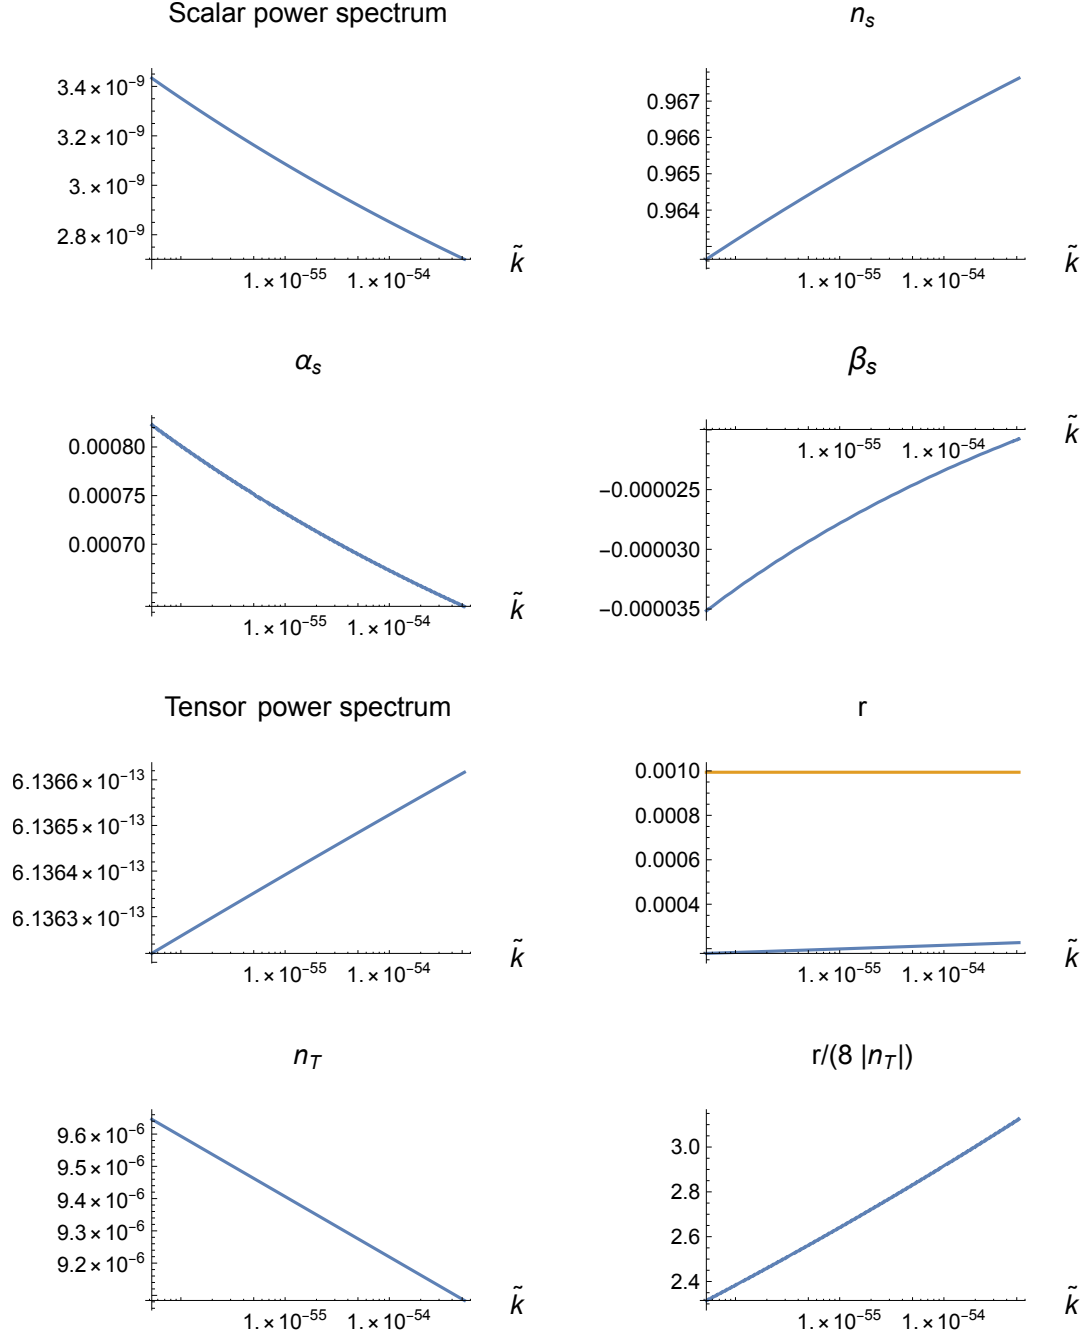 Scalar power spectrum
3.4×10⁻⁹
3.2×10⁻⁹
3.×10⁻⁹
2.8×10⁻⁹
1.×10⁻⁵⁵ 1.×10⁻⁵⁴
k̃
nₛ
0.967
0.966
0.965
0.964
1.×10⁻⁵⁵ 1.×10⁻⁵⁴
k̃
αₛ
0.00080
0.00075
0.00070
1.×10⁻⁵⁵ 1.×10⁻⁵⁴
k̃
βₛ
k̃
1.×10⁻⁵⁵ 1.×10⁻⁵⁴
−0.000025
−0.000030
−0.000035
Tensor power spectrum
6.1366×10⁻¹³
6.1365×10⁻¹³
6.1364×10⁻¹³
6.1363×10⁻¹³
1.×10⁻⁵⁵ 1.×10⁻⁵⁴
k̃
r
0.0010
0.0008
0.0006
0.0004
1.×10⁻⁵⁵ 1.×10⁻⁵⁴
k̃
n_T
9.6×10⁻⁶
9.5×10⁻⁶
9.4×10⁻⁶
9.3×10⁻⁶
9.2×10⁻⁶
1.×10⁻⁵⁵ 1.×10⁻⁵⁴
k̃
r/(8 |n_T|)
3.0
2.8
2.6
2.4
1.×10⁻⁵⁵ 1.×10⁻⁵⁴
k̃